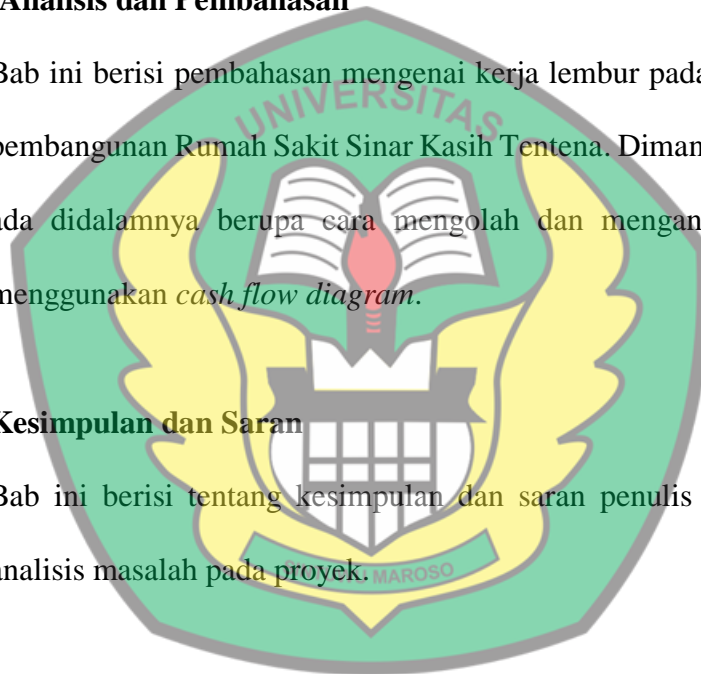 Analisis dan Pembahasan
Bab ini berisi pembahasan mengenai kerja lembur pada
pembangunan Rumah Sakit Sinar Kasih Tentena. Diman
ada didalamnya berupa cara mengolah dan mengan
menggunakan cash flow diagram.
Kesimpulan dan Saran
Bab ini berisi tentang kesimpulan dan saran penulis
analisis masalah pada proyek.
UNIVERSITAS
MAROSO